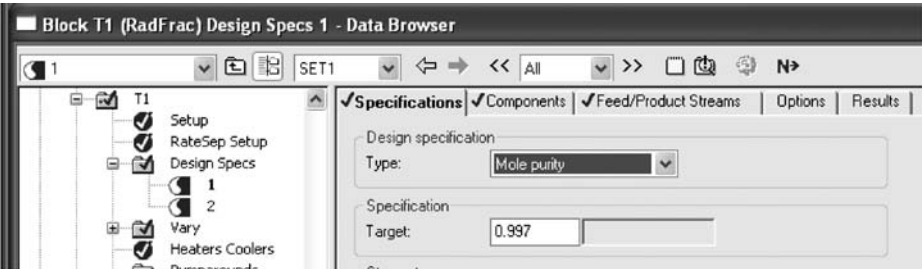 Block T1 (RadFrac) Design Specs 1 - Data Browser
1 SET1 << All >> N
T1
Setup
RateSep Setup
Design Specs
1
2
Vary
Heaters Coolers
Specifications Components Feed/Product Streams Options Results
Design specification
Type: Mole purity
Specification
Target: 0.997